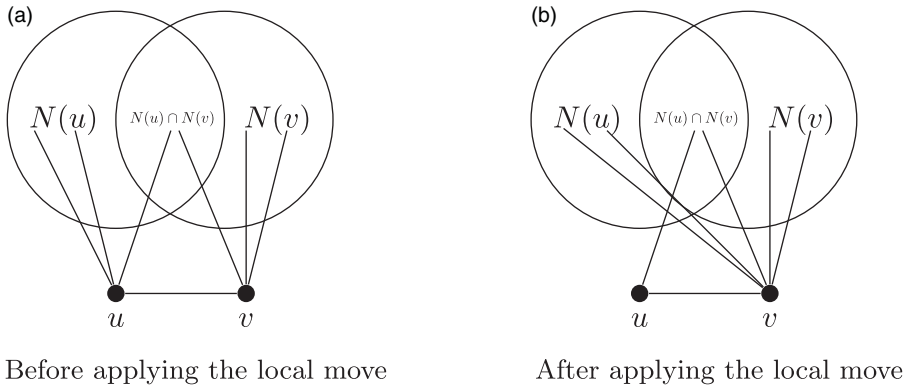 (a)
(b)
N(u)
N(u) ∩ N(v)
N(v)
N(u)
N(u) ∩ N(v)
N(v)
u
v
u
v
Before applying the local move
After applying the local move